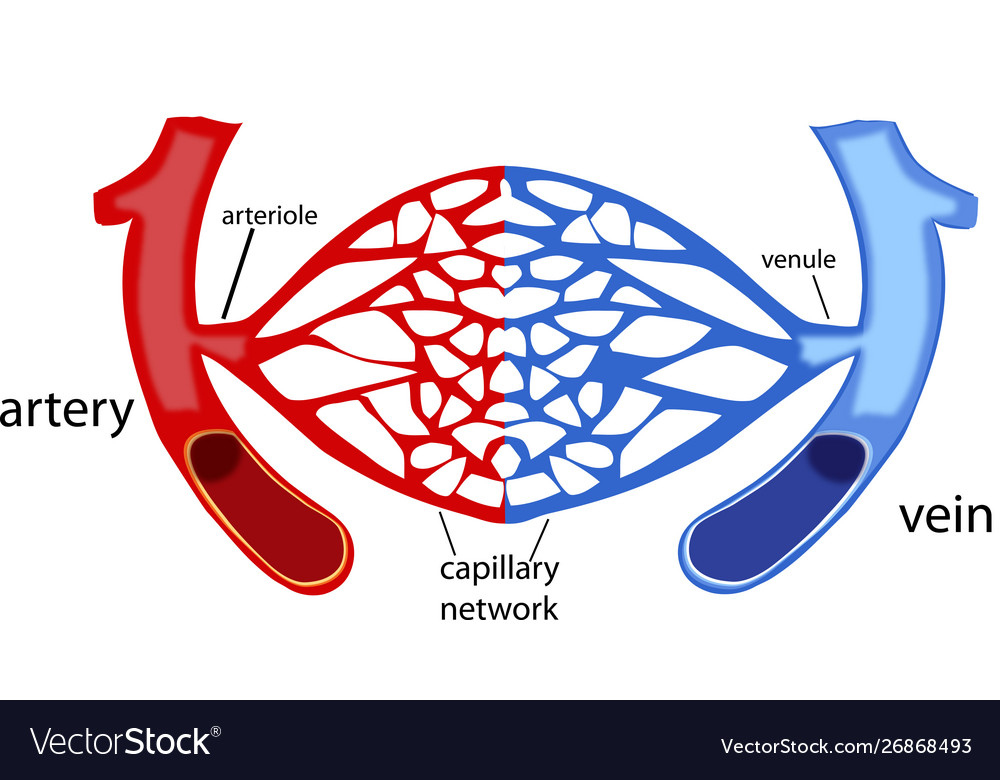 arteriole
venule
artery
vein
capillary
network
VectorStock®
VectorStock.com/26868493